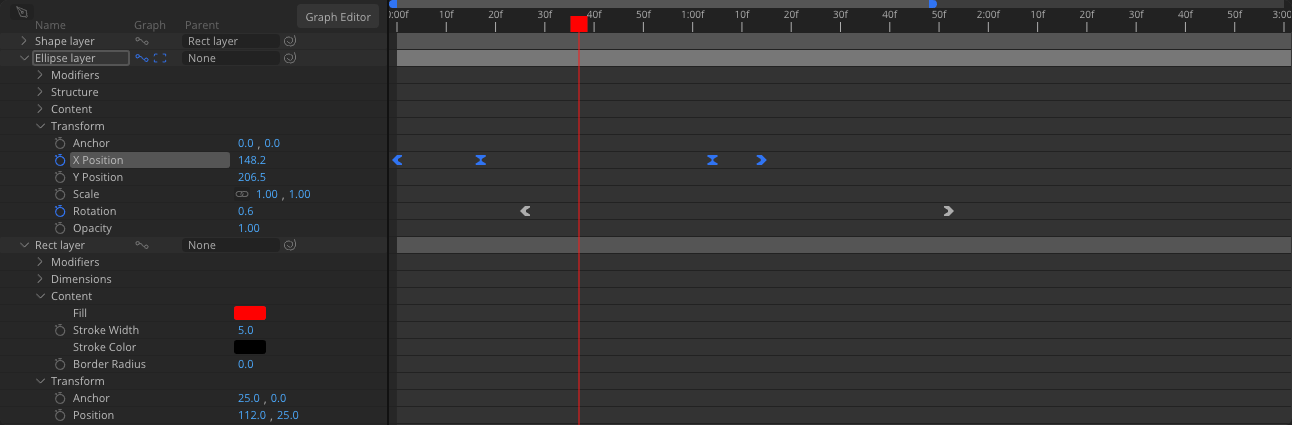 Name Graph Parent Graph Editor
:00f 10f 20f 30f 40f 50f 1:00f 10f 20f 30f 40f 50f 2:00f 10f 20f 30f 40f 50f 3:00
Shape layer Rect layer
Ellipse layer None
Modifiers
Structure
Content
Transform
Anchor 0.0 , 0.0
X Position 148.2
Y Position 206.5
Scale 1.00 , 1.00
Rotation 0.6
Opacity 1.00
Rect layer None
Modifiers
Dimensions
Content
Fill
Stroke Width 5.0
Stroke Color
Border Radius 0.0
Transform
Anchor 25.0 , 0.0
Position 112.0 , 25.0